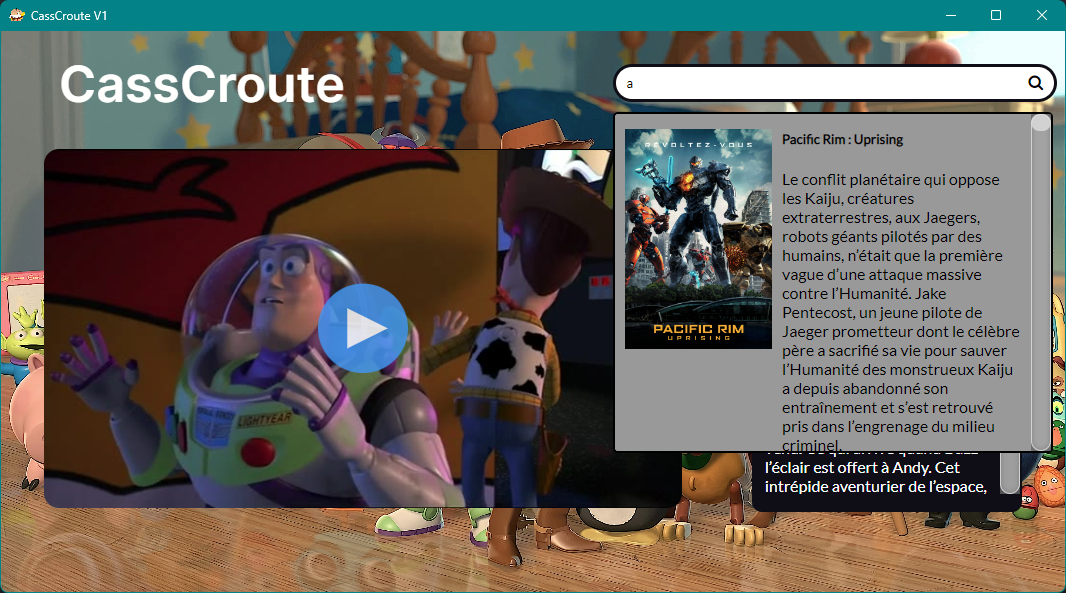 CassCroute V1
CassCroute
a
RÉVOLTEZ-VOUS
PACIFIC RIM
UPRISING
Pacific Rim : Uprising
Le conflit planétaire qui oppose
les Kaiju, créatures
extraterrestres, aux Jaegers,
robots géants pilotés par des
humains, n’était que la première
vague d’une attaque massive
contre l’Humanité. Jake
Pentecost, un jeune pilote de
Jaeger prometteur dont le célèbre
père a sacrifié sa vie pour sauver
l’Humanité des monstrueux Kaiju
a depuis abandonné son
entraînement et s’est retrouvé
pris dans l’engrenage du milieu
criminel.
LIGHTYEAR
l’éclair est offert à Andy. Cet
intrépide aventurier de l’espace,